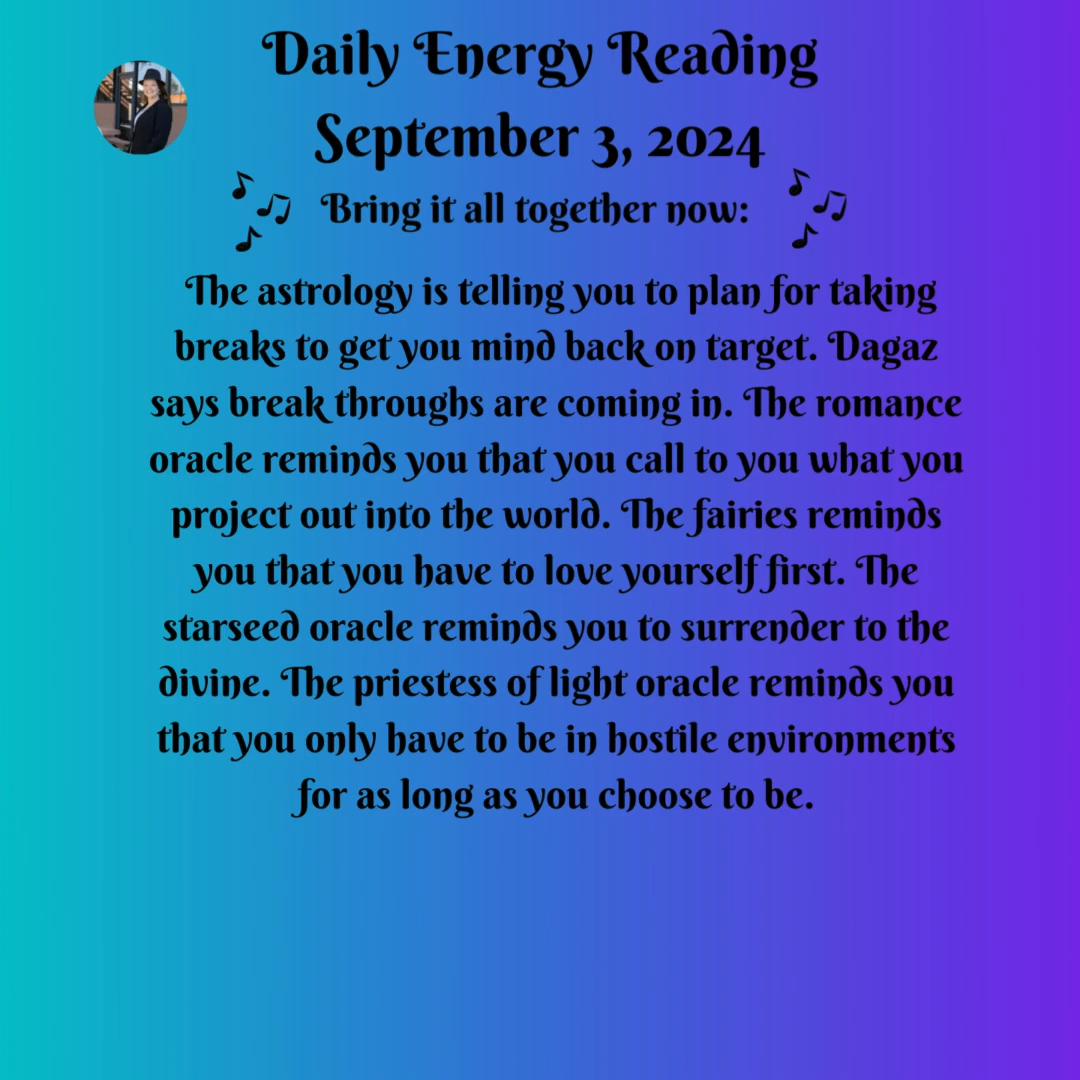 Daily Energy Reading
September 3, 2024
Bring it all together now:
The astrology is telling you to plan for taking
breaks to get you mind back on target. Dagaz
says break throughs are coming in. The romance
oracle reminds you that you call to you what you
project out into the world. The fairies reminds
you that you have to love yourself first. The
starseed oracle reminds you to surrender to the
divine. The priestess of light oracle reminds you
that you only have to be in hostile environments
for as long as you choose to be.